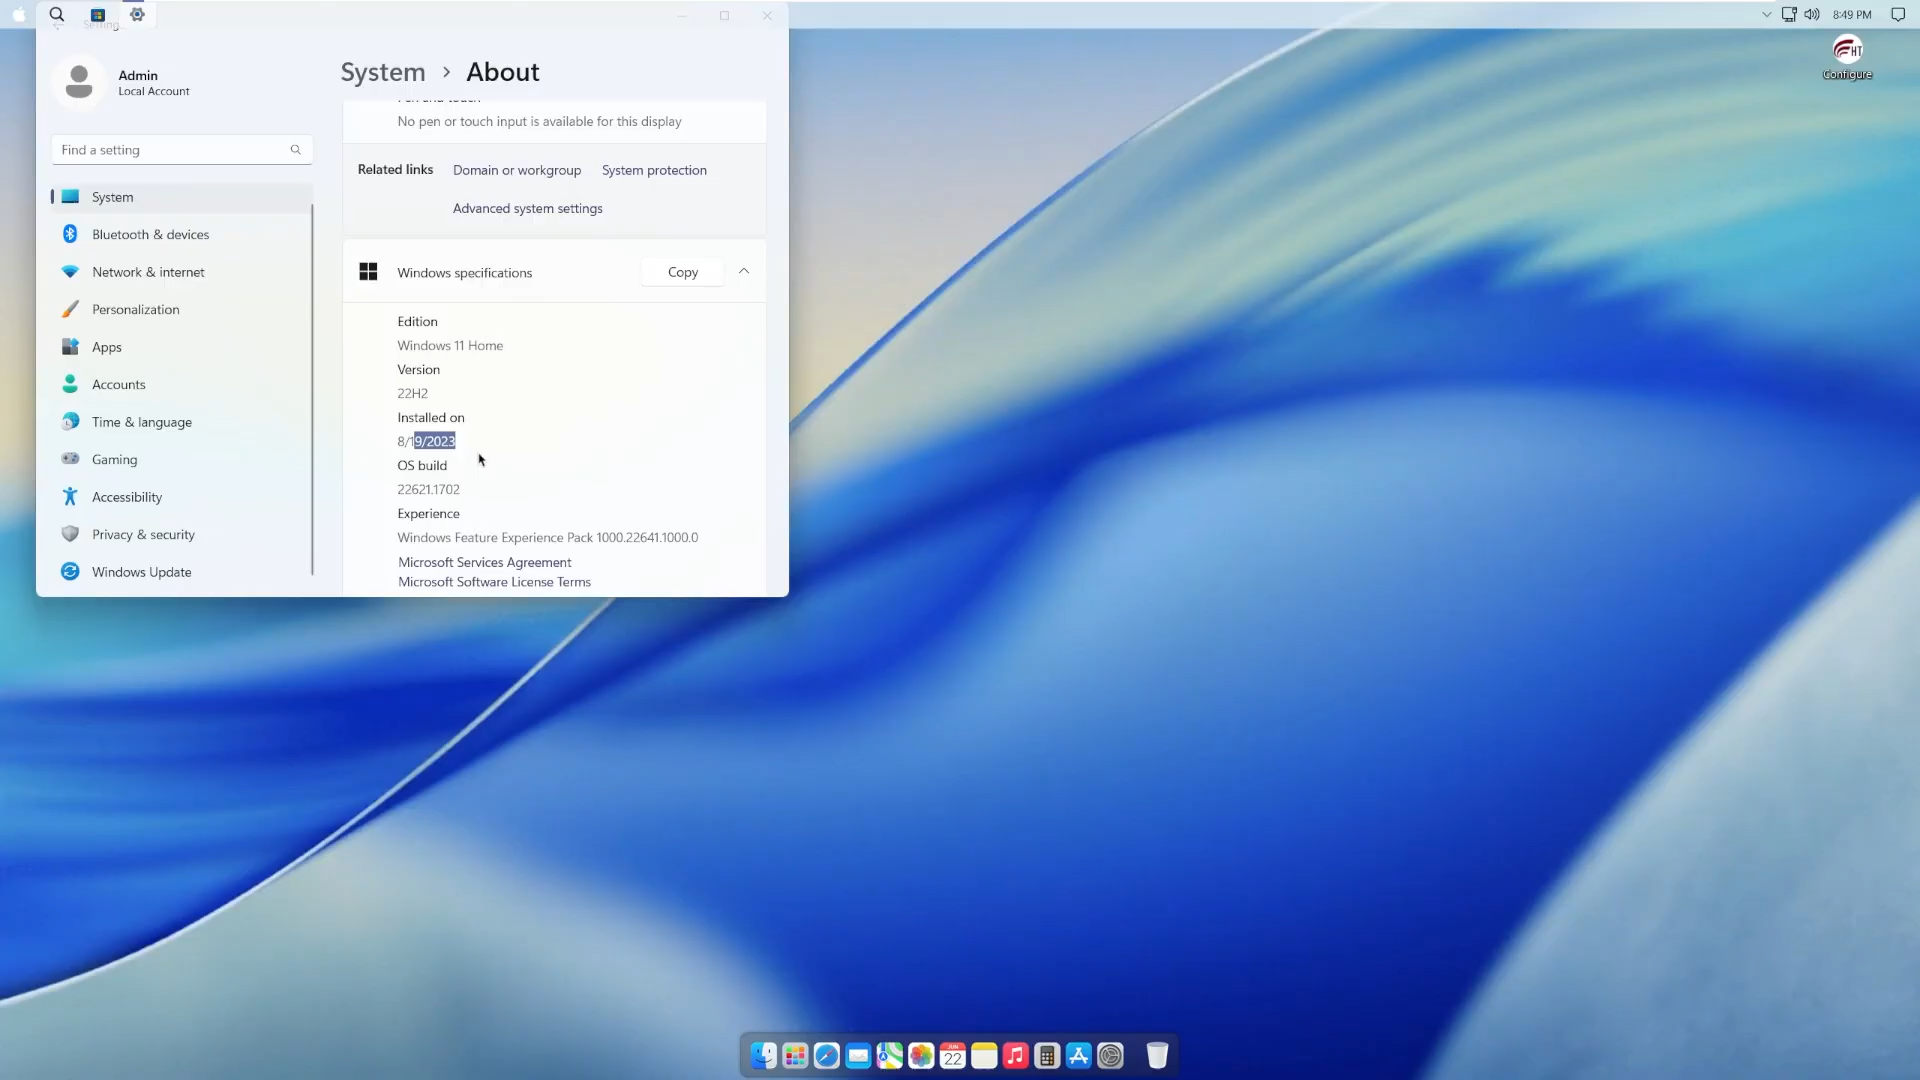 8:49 PM
HT
Configure
Admin
Local Account
Find a setting
System
Bluetooth & devices
Network & internet
Personalization
Apps
Accounts
Time & language
Gaming
Accessibility
Privacy & security
Windows Update
System > About
Pen and touch
No pen or touch input is available for this display
Related links Domain or workgroup System protection
Advanced system settings
Windows specifications Copy
Edition
Windows 11 Home
Version
22H2
Installed on
8/19/2023
OS build
22621.1702
Experience
Windows Feature Experience Pack 1000.22641.1000.0
Microsoft Services Agreement
Microsoft Software License Terms
JUN
22